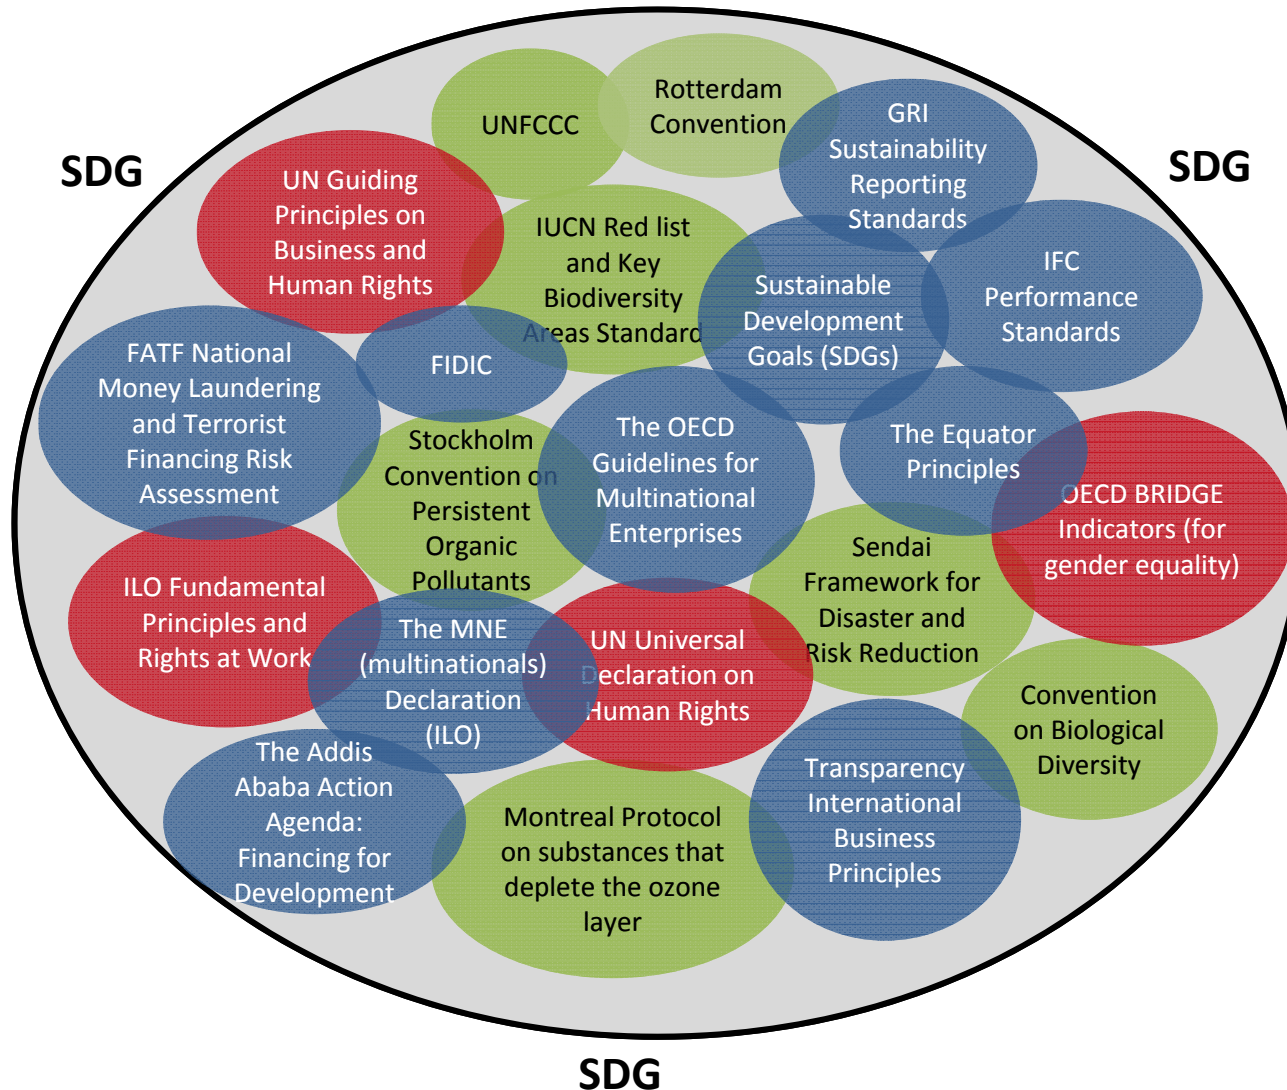 UNFCCC
Rotterdam
Convention
GRI
Sustainability
Reporting
Standards
SDG
SDG
UN Guiding
Principles on
Business and
Human Rights
IUCN Red list
and Key
Biodiversity
Areas Standard
Sustainable
Development
Goals (SDGs)
IFC
Performance
Standards
FATF National
Money Laundering
and Terrorist
Financing Risk
Assessment
FIDIC
Stockholm
Convention on
Persistent
Organic
Pollutants
The OECD
Guidelines for
Multinational
Enterprises
The Equator
Principles
OECD BRIDGE
Indicators (for
gender equality)
ILO Fundamental
Principles and
Rights at Work
The MNE
(multinationals)
Declaration
(ILO)
UN Universal
Declaration on
Human Rights
Sendai
Framework for
Disaster and
Risk Reduction
Convention
on Biological
Diversity
The Addis
Ababa Action
Agenda:
Financing for
Development
Montreal Protocol
on substances that
deplete the ozone
layer
Transparency
International
Business
Principles
SDG